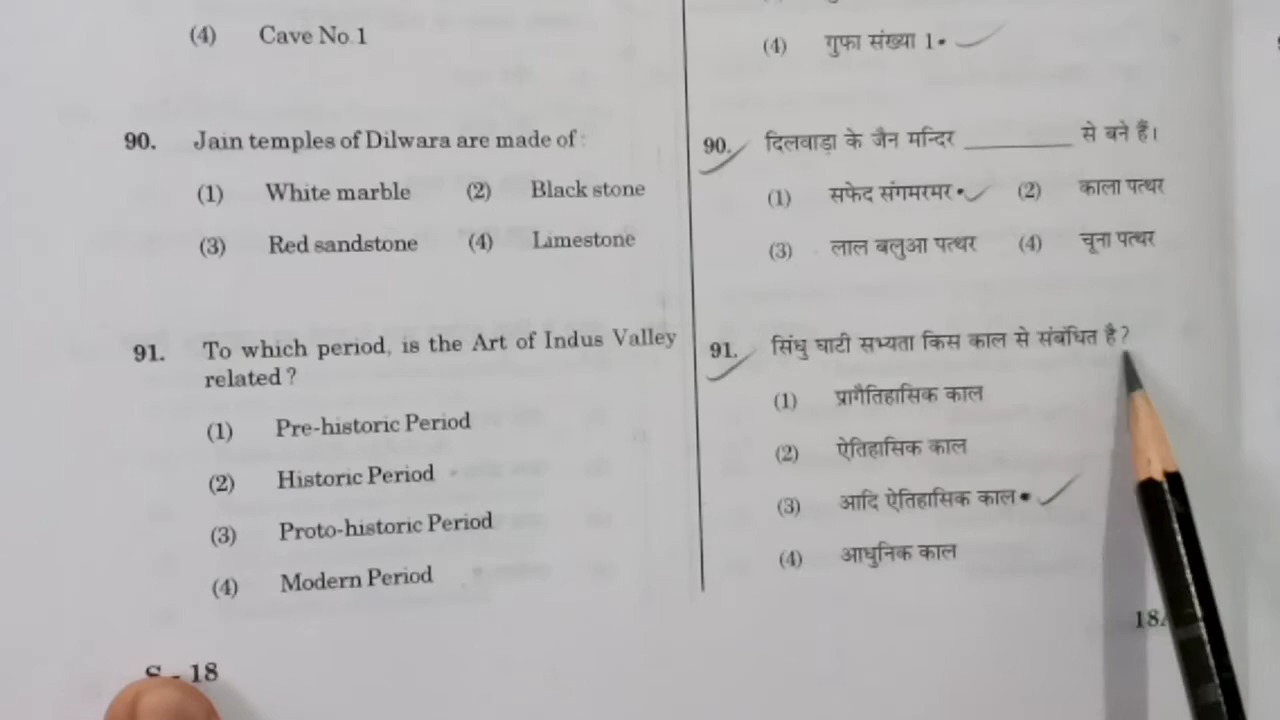 (4) Cave No.1
90. Jain temples of Dilwara are made of :
(1) White marble (2) Black stone
(3) Red sandstone (4) Limestone
91. To which period, is the Art of Indus Valley
related ?
(1) Pre-historic Period
(2) Historic Period
(3) Proto-historic Period
(4) Modern Period
S – 18
(4) गुफा संख्या 1
90. दिलवाड़ा के जैन मन्दिर __________ से बने हैं।
(1) सफेद संगमरमर (2) काला पत्थर
(3) लाल बलुआ पत्थर (4) चूना पत्थर
91. सिंधु घाटी सभ्यता किस काल से संबंधित है ?
(1) प्रागैतिहासिक काल
(2) ऐतिहासिक काल
(3) आदि ऐतिहासिक काल
(4) आधुनिक काल